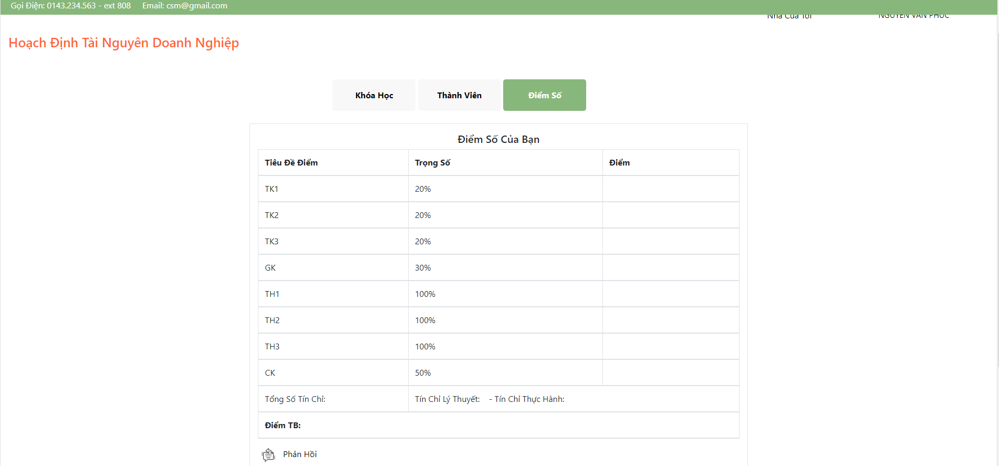 Gọi Điện: 0143.234.563 - ext 808 Email: csm@gmail.com
Nhà Của Tôi NGUYỄN VĂN PHÚC
Hoạch Định Tài Nguyên Doanh Nghiệp
Khóa Học Thành Viên Điểm Số
Điểm Số Của Bạn
Tiêu Đề Điểm Trọng Số Điểm
TK1 20%
TK2 20%
TK3 20%
GK 30%
TH1 100%
TH2 100%
TH3 100%
CK 50%
Tổng Số Tín Chỉ: Tín Chỉ Lý Thuyết: - Tín Chỉ Thực Hành:
Điểm TB:
Phản Hồi